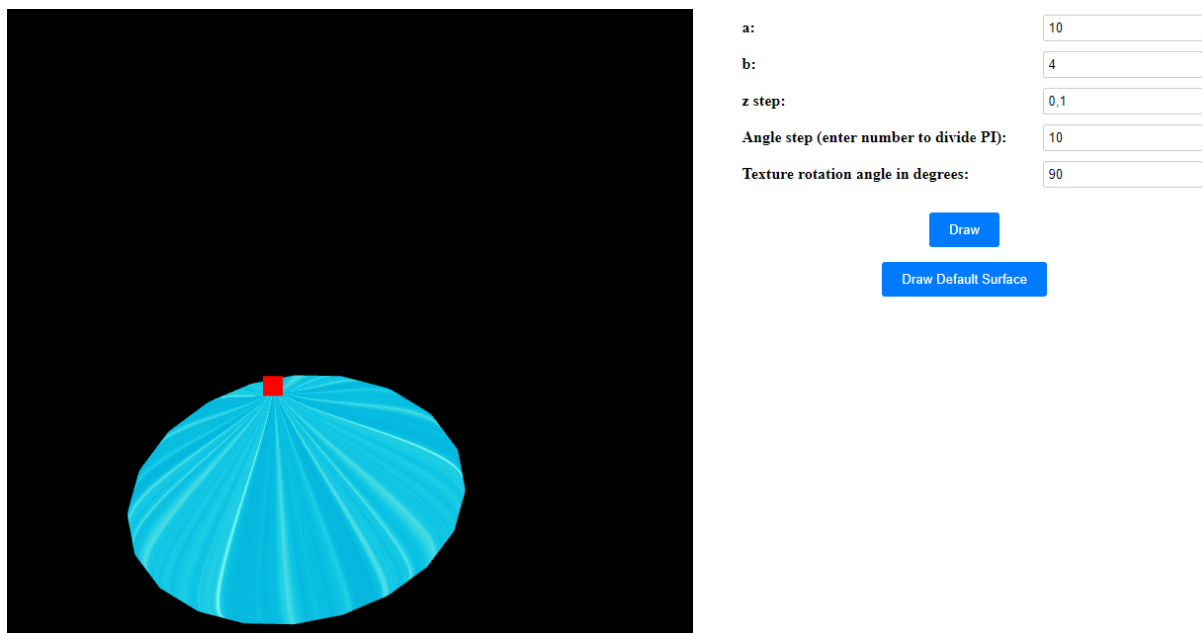 a: 10
b: 4
z step: 0,1
Angle step (enter number to divide PI): 10
Texture rotation angle in degrees: 90
Draw
Draw Default Surface